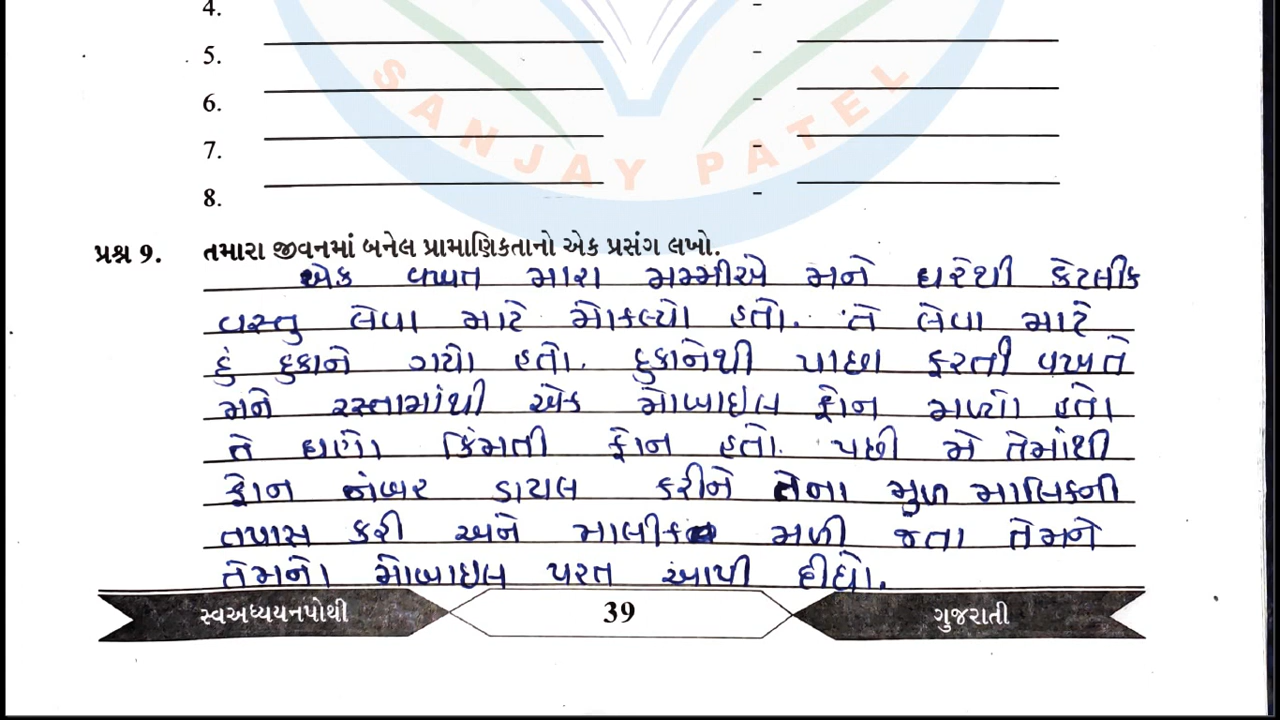 4. -
5. -
6. -
7. -
8. -
SANJAY PATEL
પ્રશ્ન 9. તમારા જીવનમાં બનેલ પ્રામાણિકતાનો એક પ્રસંગ લખો.
એક વખત મારા મમ્મીએ મને ઘરેથી કેટલીક
વસ્તુ લેવા માટે મોકલ્યો હતો. તે લેવા માટે
હું દુકાને ગયો હતો. દુકાનેથી પાછા ફરતી વખતે
મને રસ્તામાંથી એક મોબાઇલ ફોન મળ્યો હતો
તે ઘણો કિંમતી ફોન હતો. પછી મે તેમાંથી
ફોન નંબર ડાયલ કરીને તેના મુળ માલિકની
તપાસ કરી અને માલીક મળી જતા તેમને
તેમનો મોબાઇલ પરત આપી દીધો.
સ્વઅધ્યયનપોથી 39 ગુજરાતી